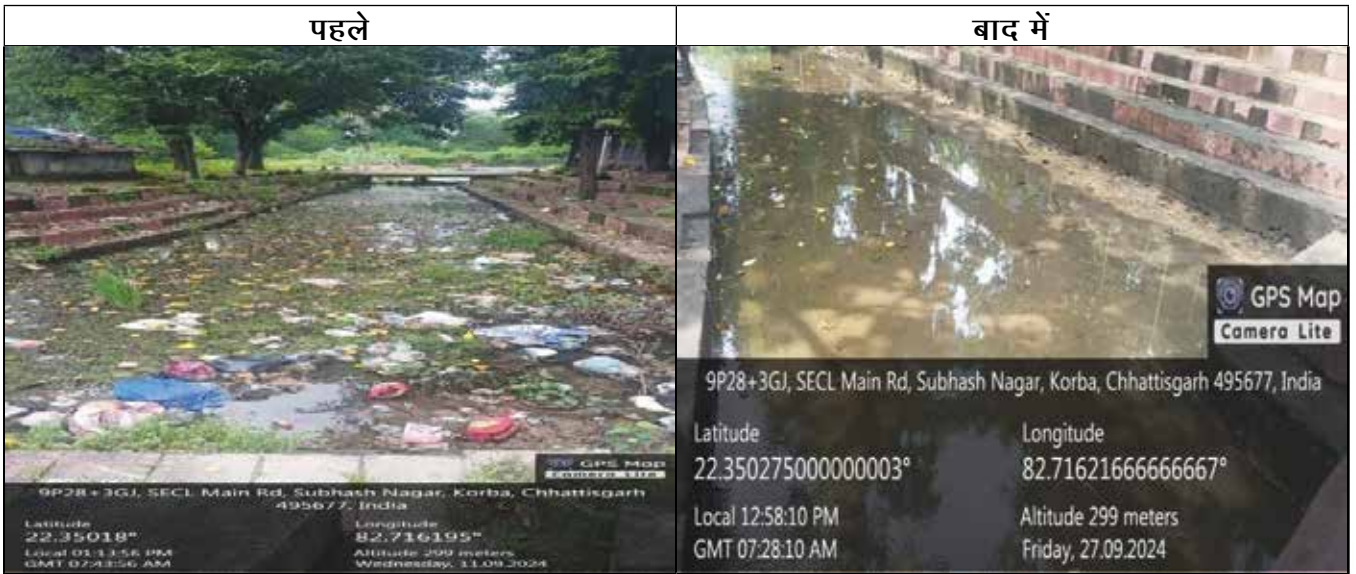 पहले
बाद में
GPS Map
Camera Lite
9P28+3GJ, SECL Main Rd, Subhash Nagar, Korba, Chhattisgarh
495677, India
Latitude
22.35018°
Longitude
82.716195°
Local 01:13:56 PM
GMT 07:43:56 AM
Altitude 299 meters
Wednesday, 11.09.2024
GPS Map
Camera Lite
9P28+3GJ, SECL Main Rd, Subhash Nagar, Korba, Chhattisgarh 495677, India
Latitude
22.350275000000003°
Longitude
82.71621666666667°
Local 12:58:10 PM
GMT 07:28:10 AM
Altitude 299 meters
Friday, 27.09.2024